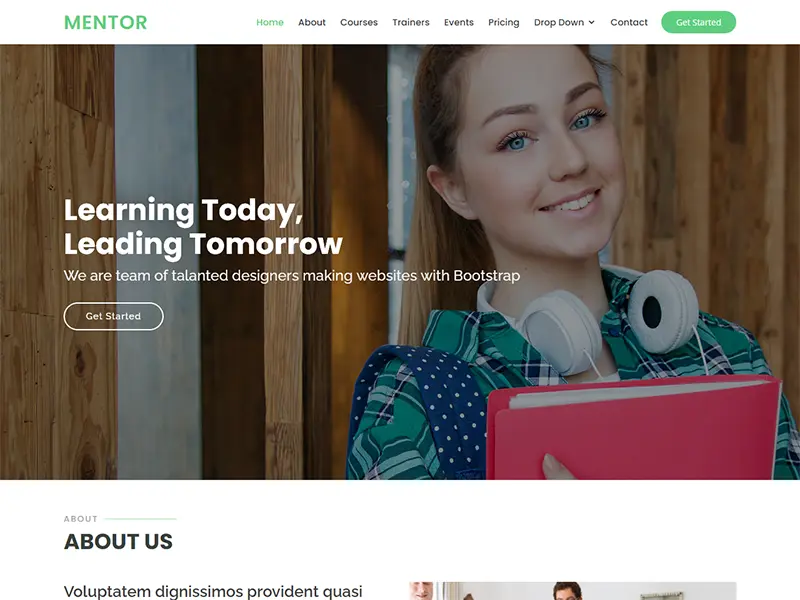 MENTOR
Home About Courses Trainers Events Pricing Drop Down Contact Get Started
Learning Today,
Leading Tomorrow
We are team of talanted designers making websites with Bootstrap
Get Started
ABOUT
ABOUT US
Voluptatem dignissimos provident quasi